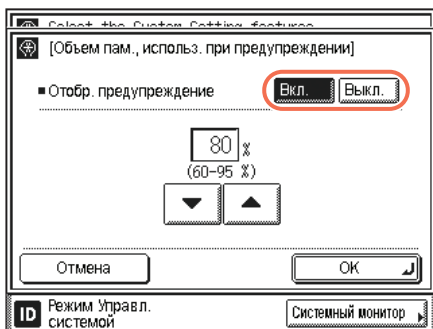 Select the Custom Setting features
[Объем пам., использ. при предупреждении]
■ Отобр. предупреждение Вкл. Выкл.
80 %
(60-95 %)
▼ ▲
Отмена OK
ID Режим Управл. системой Системный монитор